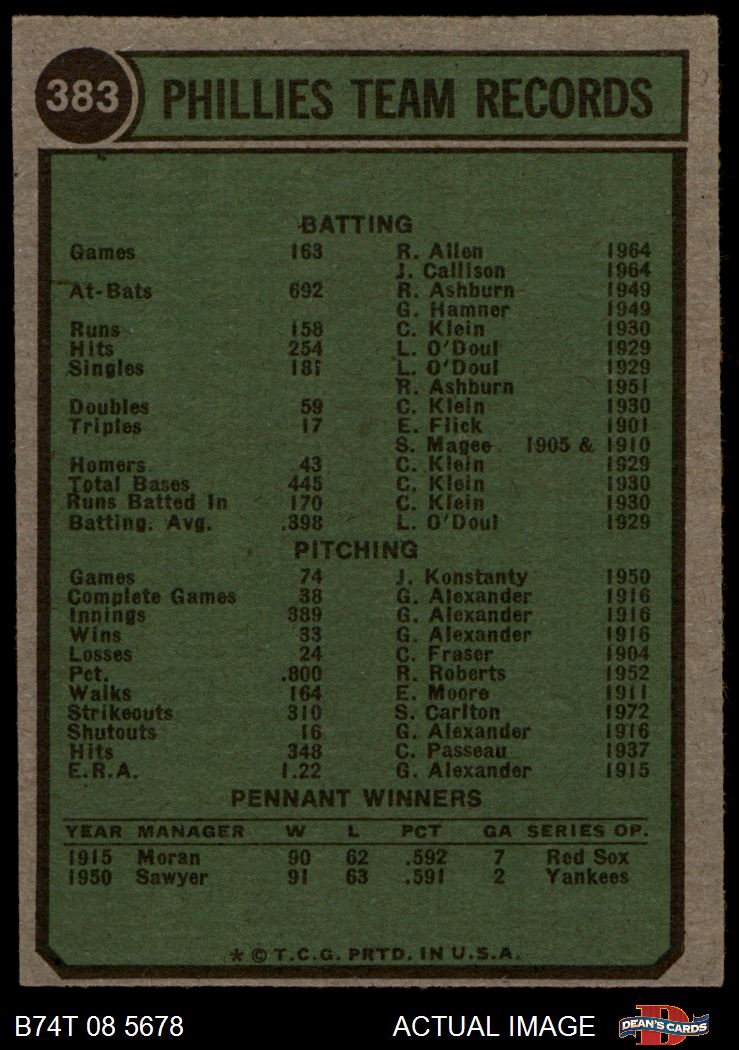 383 PHILLIES TEAM RECORDS
BATTING
Games 163 R. Allen 1964
J. Callison 1964
At-Bats 692 R. Ashburn 1949
G. Hamner 1949
Runs 158 C. Klein 1930
Hits 254 L. O'Doul 1929
Singles 181 L. O'Doul 1929
R. Ashburn 1951
Doubles 59 C. Klein 1930
Triples 17 E. Flick 1901
S. Magee 1905 & 1910
Homers 43 C. Klein 1929
Total Bases 445 C. Klein 1930
Runs Batted In 170 C. Klein 1930
Batting. Avg. .398 L. O'Doul 1929
PITCHING
Games 74 J. Konstanty 1950
Complete Games 38 G. Alexander 1916
Innings 389 G. Alexander 1916
Wins 33 G. Alexander 1916
Losses 24 C. Fraser 1904
Pct. .800 R. Roberts 1952
Walks 164 E. Moore 1911
Strikeouts 310 S. Carlton 1972
Shutouts 16 G. Alexander 1916
Hits 348 C. Passeau 1937
E.R.A. 1.22 G. Alexander 1915
PENNANT WINNERS
YEAR MANAGER W L PCT GA SERIES OP.
1915 Moran 90 62 .592 7 Red Sox
1950 Sawyer 91 63 .591 2 Yankees
* © T.C.G. PRTD. IN U.S.A.
B74T 08 5678 ACTUAL IMAGE D DEAN'S CARDS